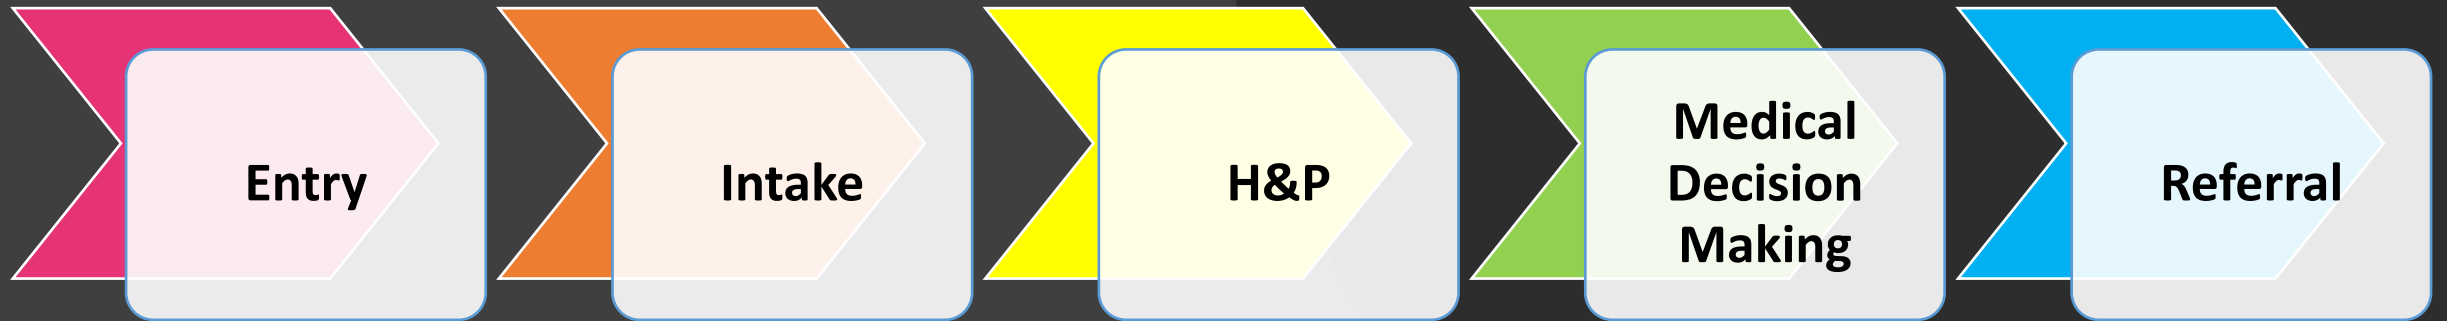 Entry
Intake
H&P
Medical
Decision
Making
Referral